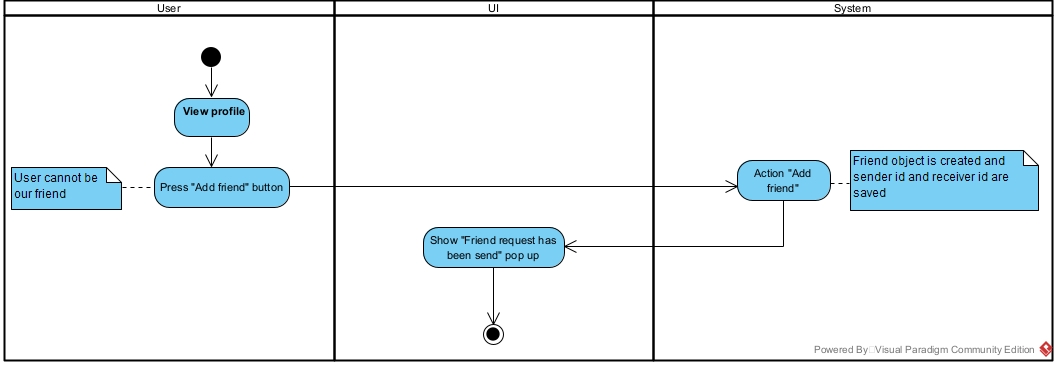 User
UI
System
View profile
User cannot be
our friend
Press "Add friend" button
Action "Add
friend"
Friend object is created and
sender id and receiver id are
saved
Show "Friend request has
been send" pop up
Powered By Visual Paradigm Community Edition